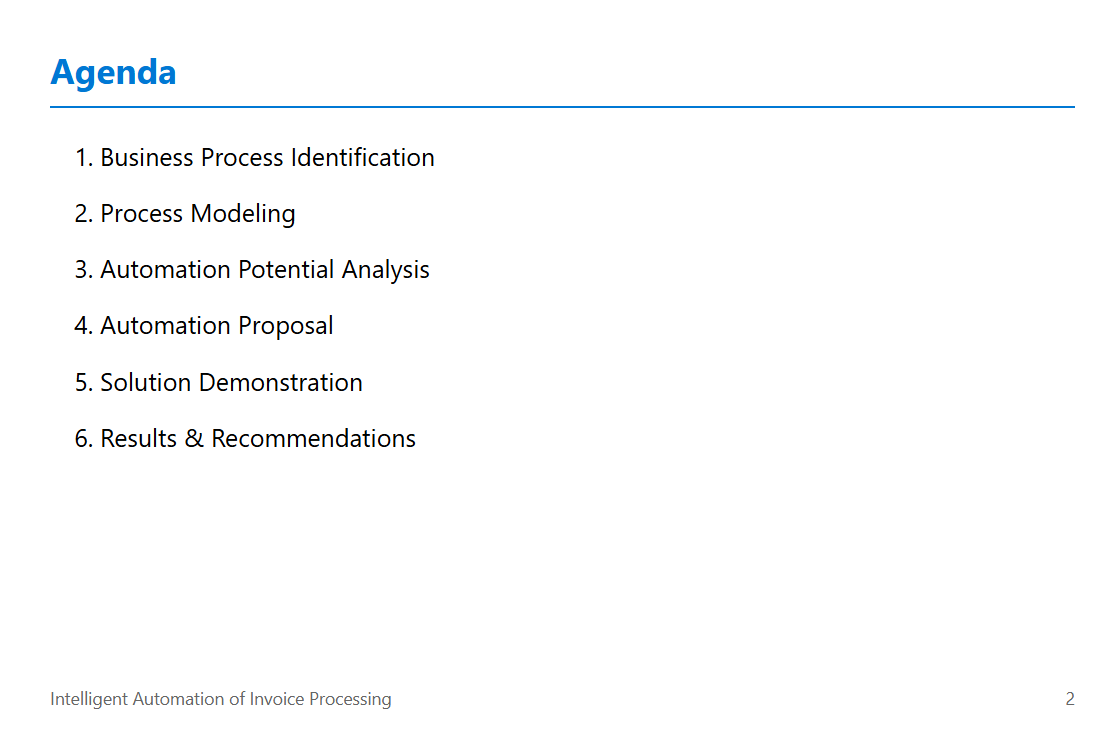 Agenda
1. Business Process Identification
2. Process Modeling
3. Automation Potential Analysis
4. Automation Proposal
5. Solution Demonstration
6. Results & Recommendations
Intelligent Automation of Invoice Processing
2